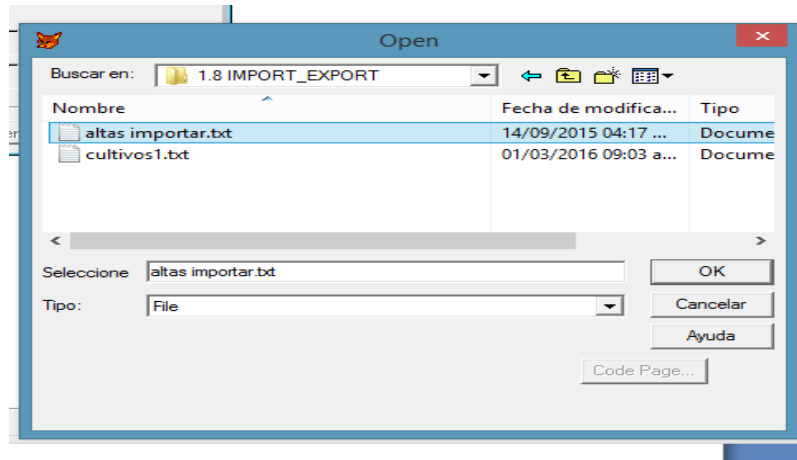 Open
Buscar en: 1.8 IMPORT_EXPORT
Nombre Fecha de modifica... Tipo
altas importar.txt 14/09/2015 04:17 ... Docume
cultivos1.txt 01/03/2016 09:03 a... Docume
Seleccione altas importar.txt OK
Tipo: File Cancelar
Ayuda
Code Page...